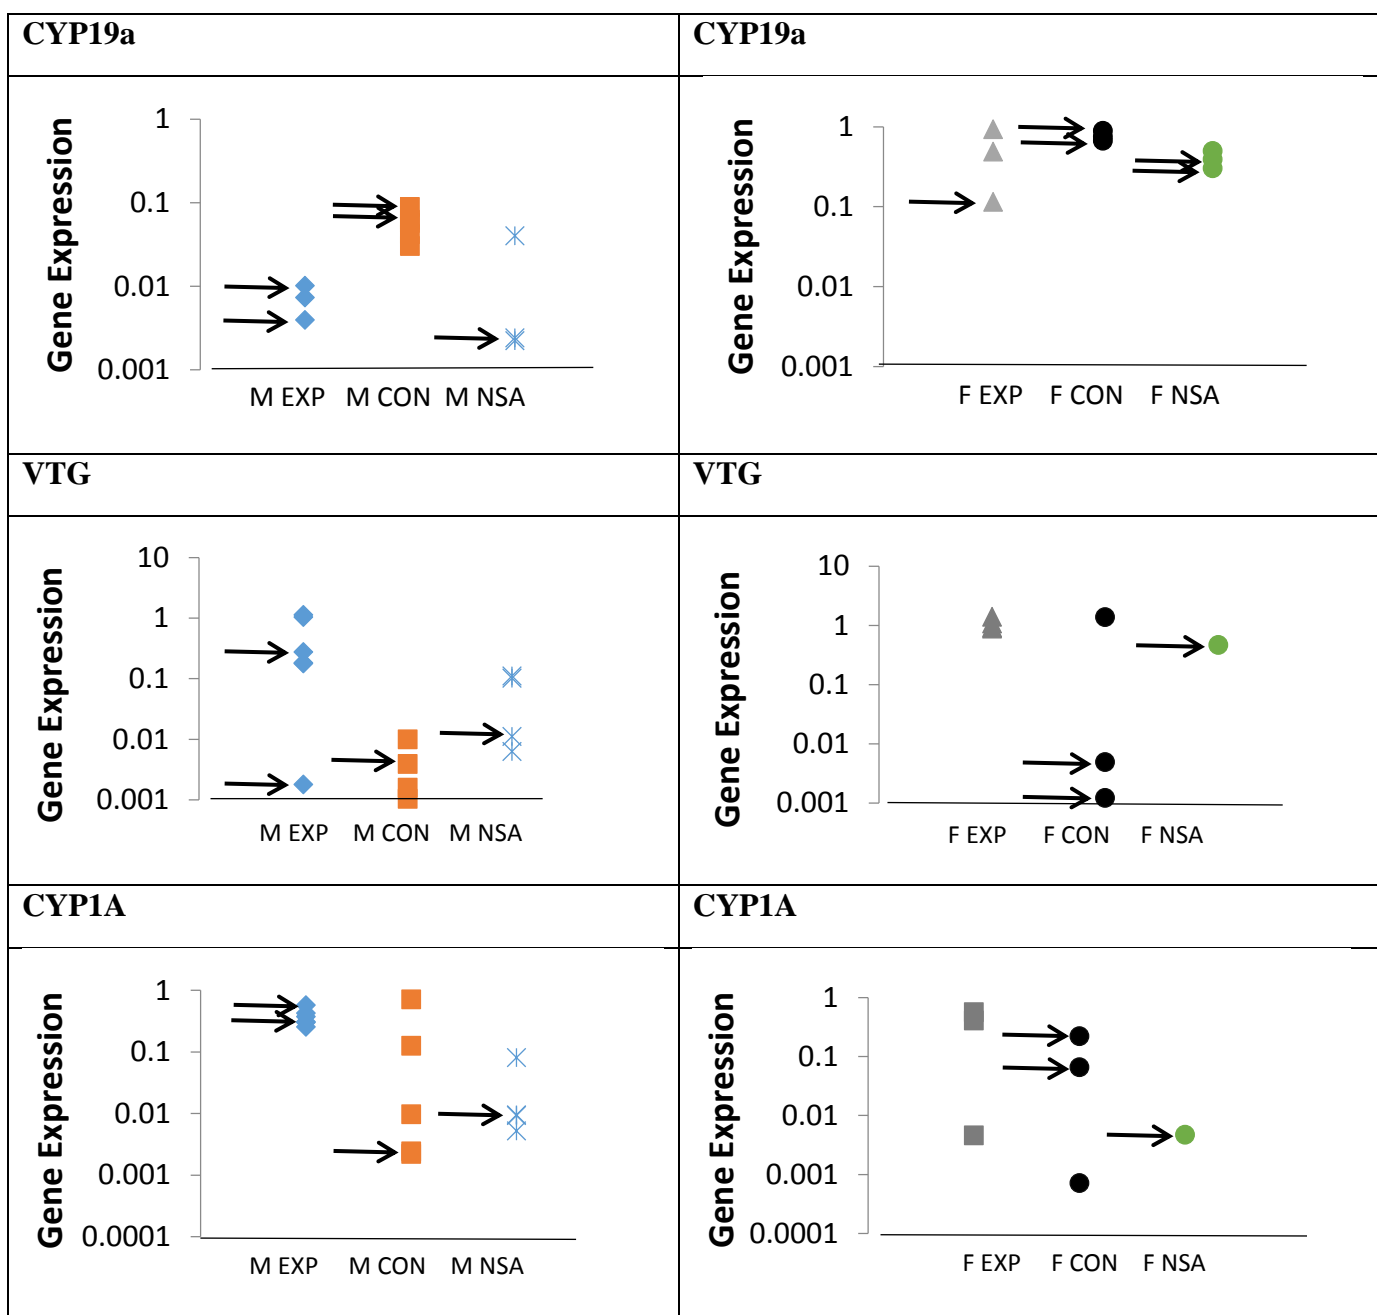 CYP19a
CYP19a
Gene Expression
1
0.1
0.01
0.001
M EXP M CON M NSA
Gene Expression
1
0.1
0.01
0.001
F EXP F CON F NSA
VTG
VTG
Gene Expression
10
1
0.1
0.01
0.001
M EXP M CON M NSA
Gene Expression
10
1
0.1
0.01
0.001
F EXP F CON F NSA
CYP1A
CYP1A
Gene Expression
1
0.1
0.01
0.001
0.0001
M EXP M CON M NSA
Gene Expression
1
0.1
0.01
0.001
0.0001
F EXP F CON F NSA